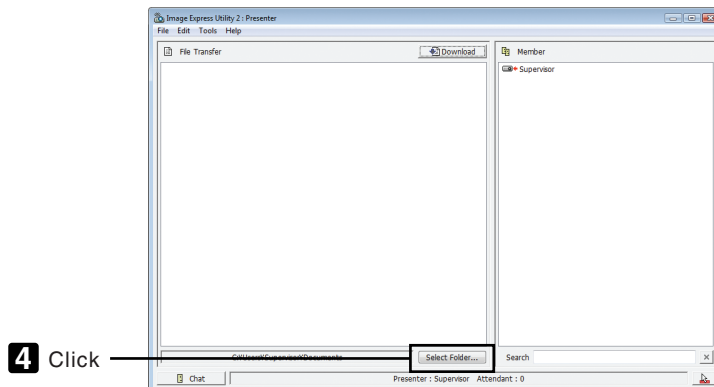 Image Express Utility 2 : Presenter
File Edit Tools Help
File Transfer Download Member
Supervisor
4 Click
C:\Users\Supervisor\Documents Select Folder... Search
Chat Presenter : Supervisor Attendant : 0